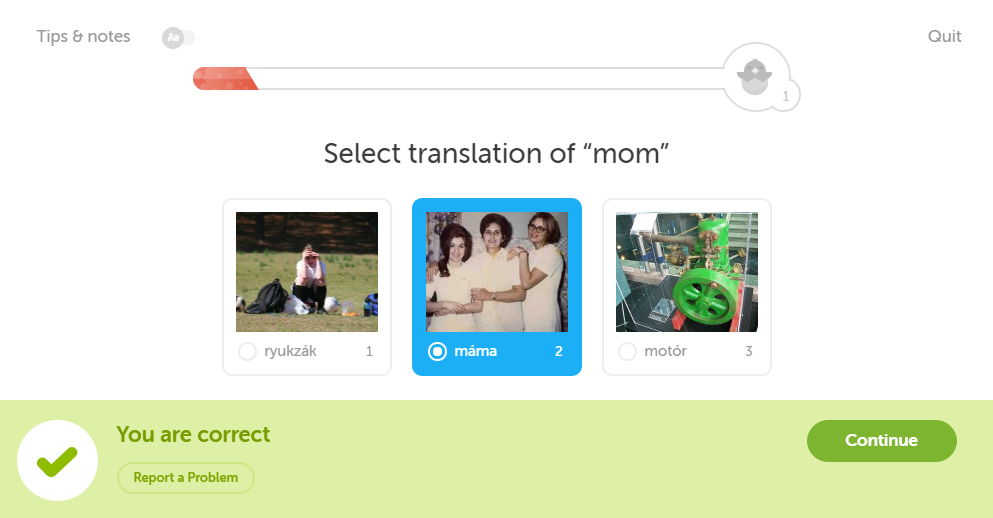 Tips & notes
Aa
Quit
1
Select translation of “mom”
ryukzák 1
máma 2
motór 3
You are correct
Report a Problem
Continue